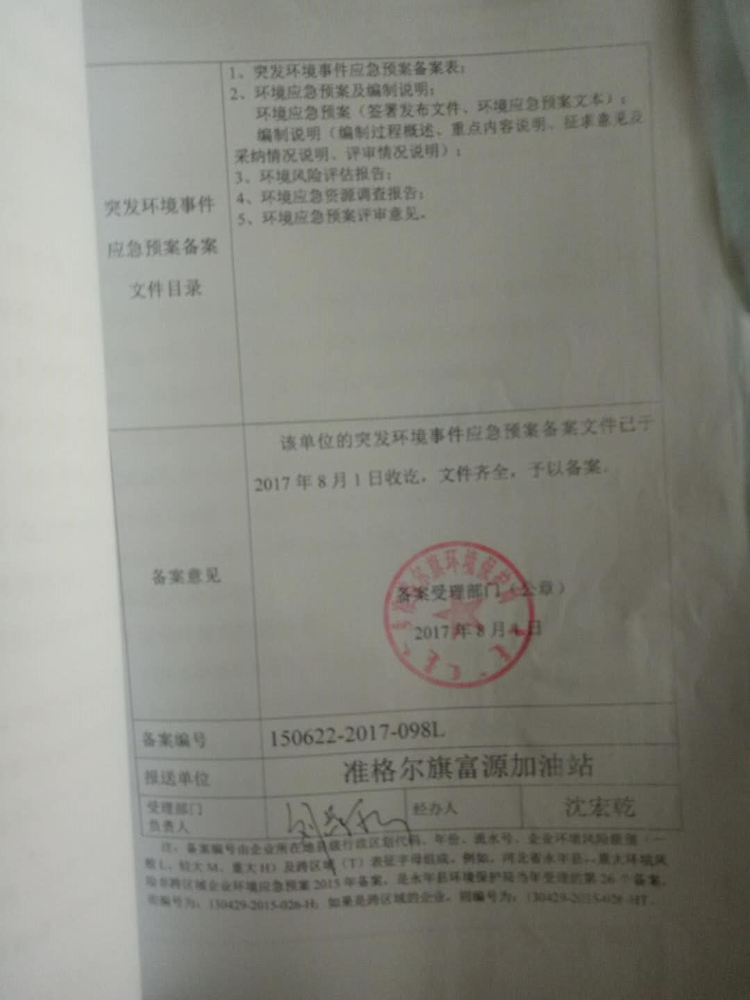 突发环境事件
应急预案备案
文件目录
1、突发环境事件应急预案备案表；
2、环境应急预案及编制说明；
环境应急预案（签署发布文件、环境应急预案文本）；
编制说明（编制过程概述、重点内容说明、征求意见及
采纳情况说明、评审情况说明）；
3、环境风险评估报告；
4、环境应急资源调查报告；
5、环境应急预案评审意见。
备案意见
该单位的突发环境事件应急预案备案文件已于
2017年8月1日收讫，文件齐全，予以备案。
格尔旗环境保护局
备案受理部门（公章）
2017年8月 日
备案编号
150622-2017-098L
报送单位
准格尔旗富源加油站
受理部门
负责人
经办人
沈宏乾
注：备案编号由企业所在地县级行政区划代码、年份、流水号、企业环境风险级别（一
般L、较大M、重大H）及跨区域（T）表征字母组成。例如，河北省永年县**重大环境风
险非跨区域企业环境应急预案2015年备案，是永年县环境保护局当年受理的第26个备案，
则编号为：130429-2015-026-H；如果是跨区域的企业，则编号为：130429-2015-026-HT。